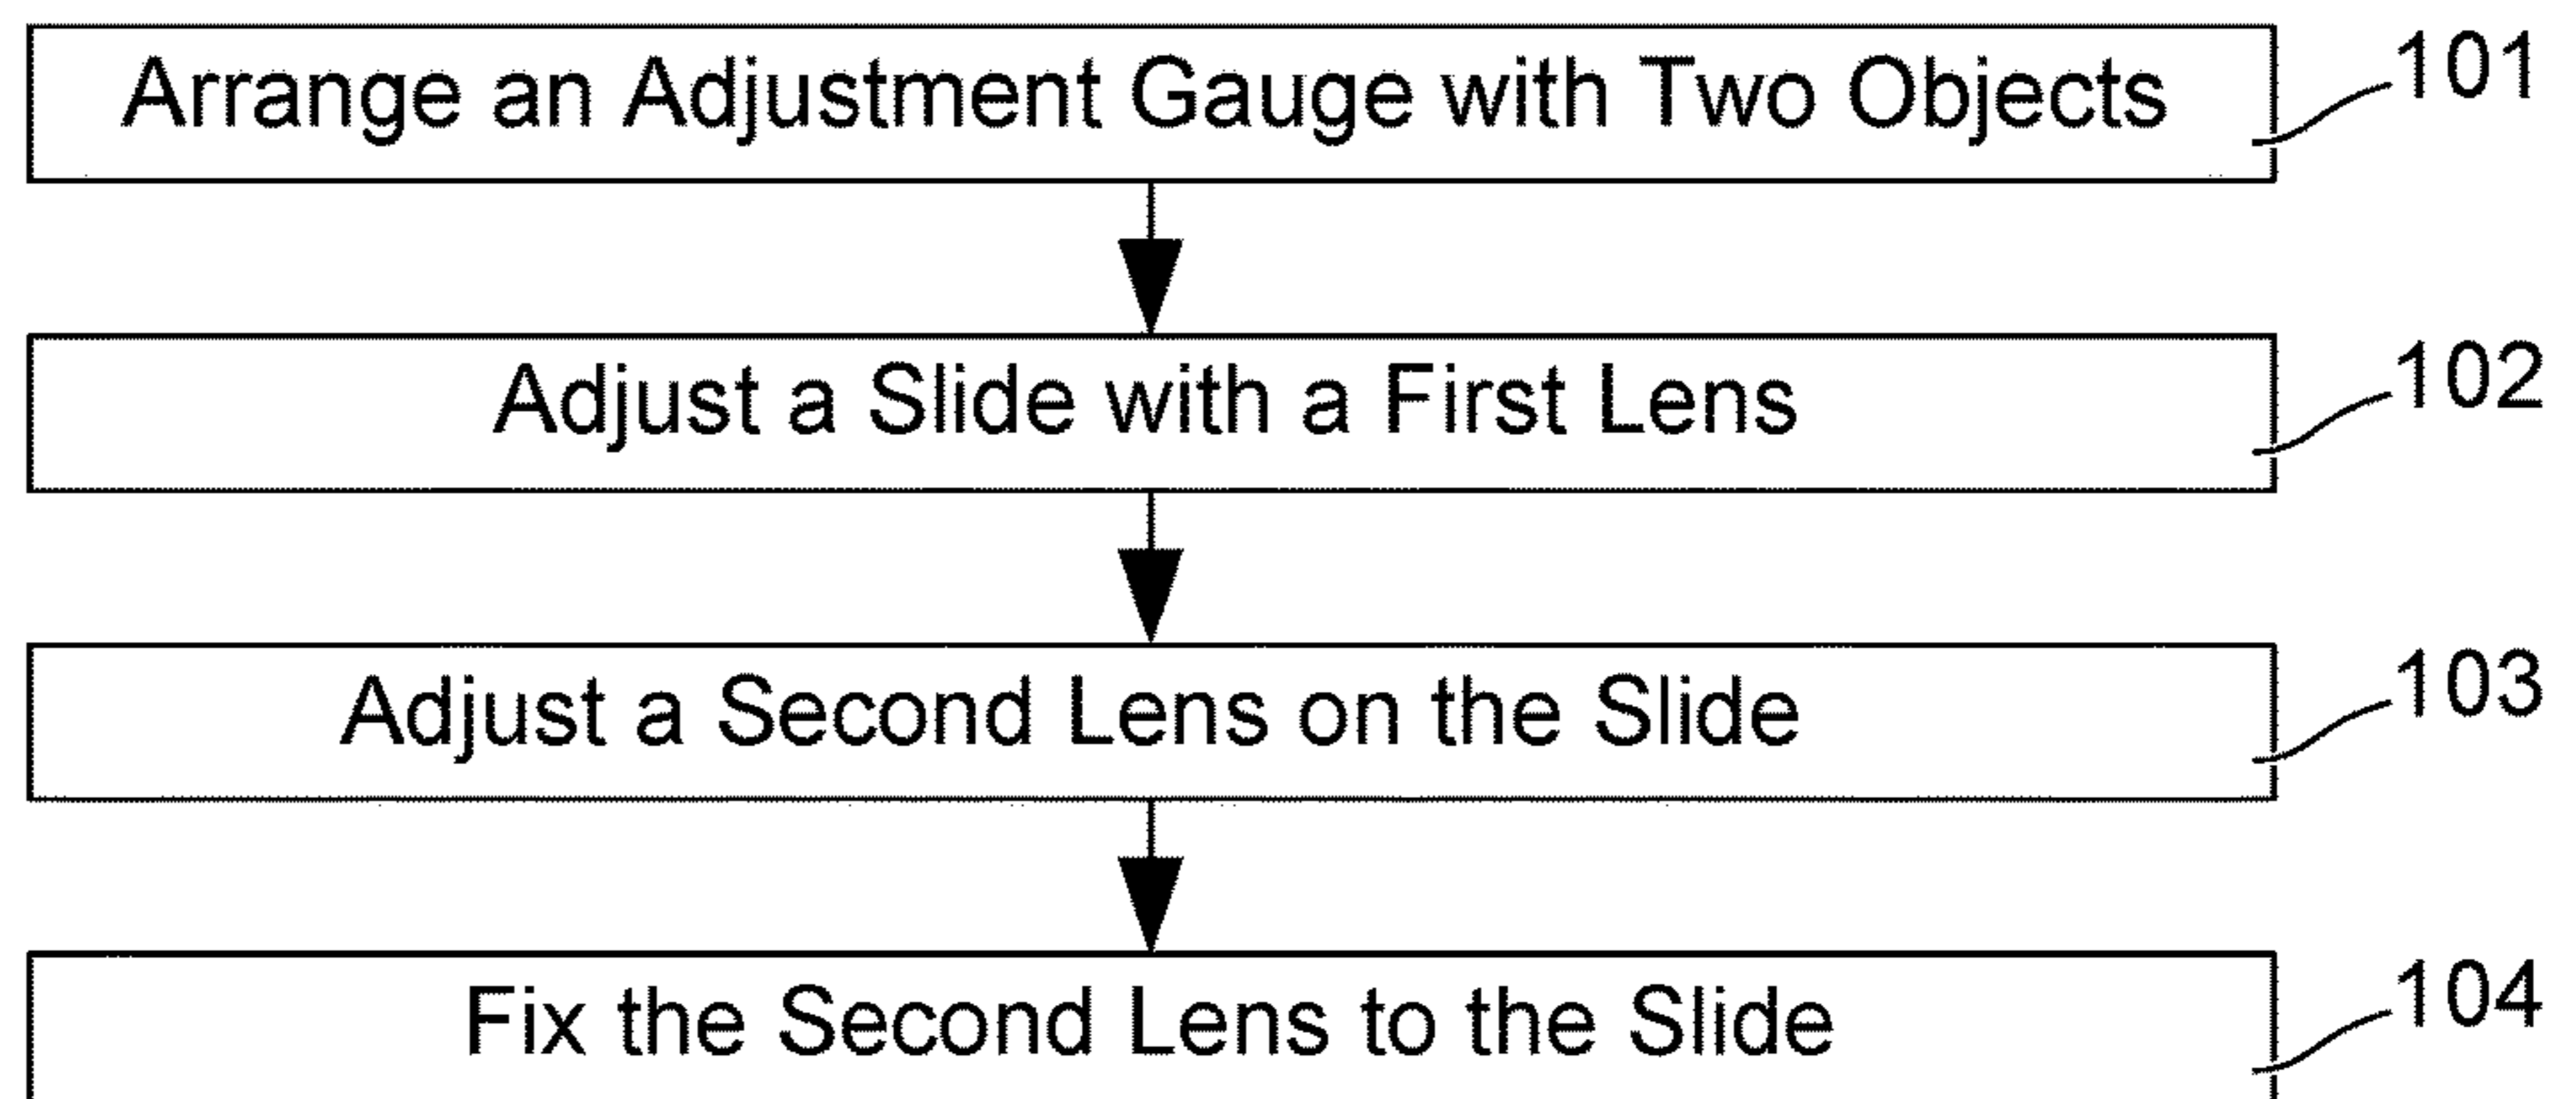 Arrange an Adjustment Gauge with Two Objects 101
Adjust a Slide with a First Lens 102
Adjust a Second Lens on the Slide 103
Fix the Second Lens to the Slide 104